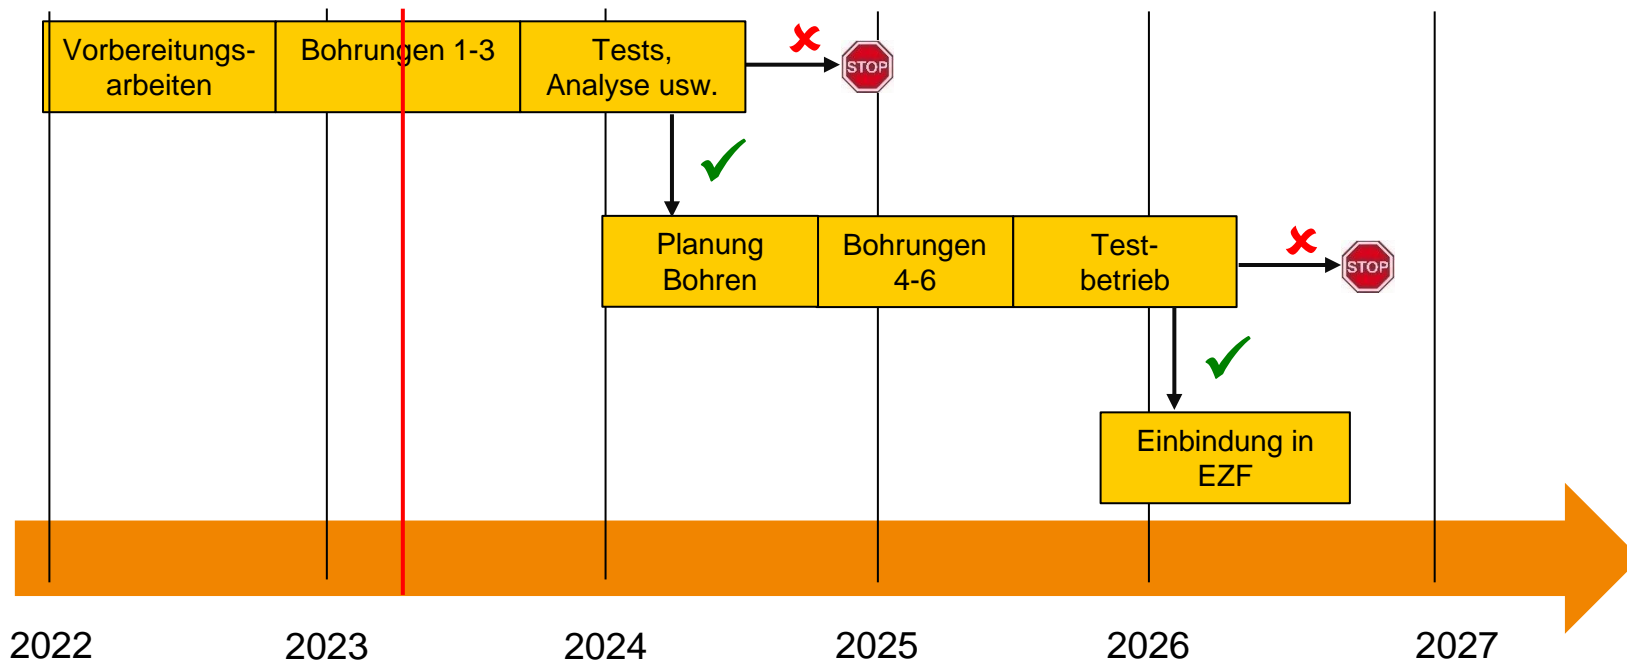 Vorbereitungs-
arbeiten
Bohrungen 1-3
Tests,
Analyse usw.
STOP
Planung
Bohren
Bohrungen
4-6
Test-
betrieb
STOP
Einbindung in
EZF
2022
2023
2024
2025
2026
2027